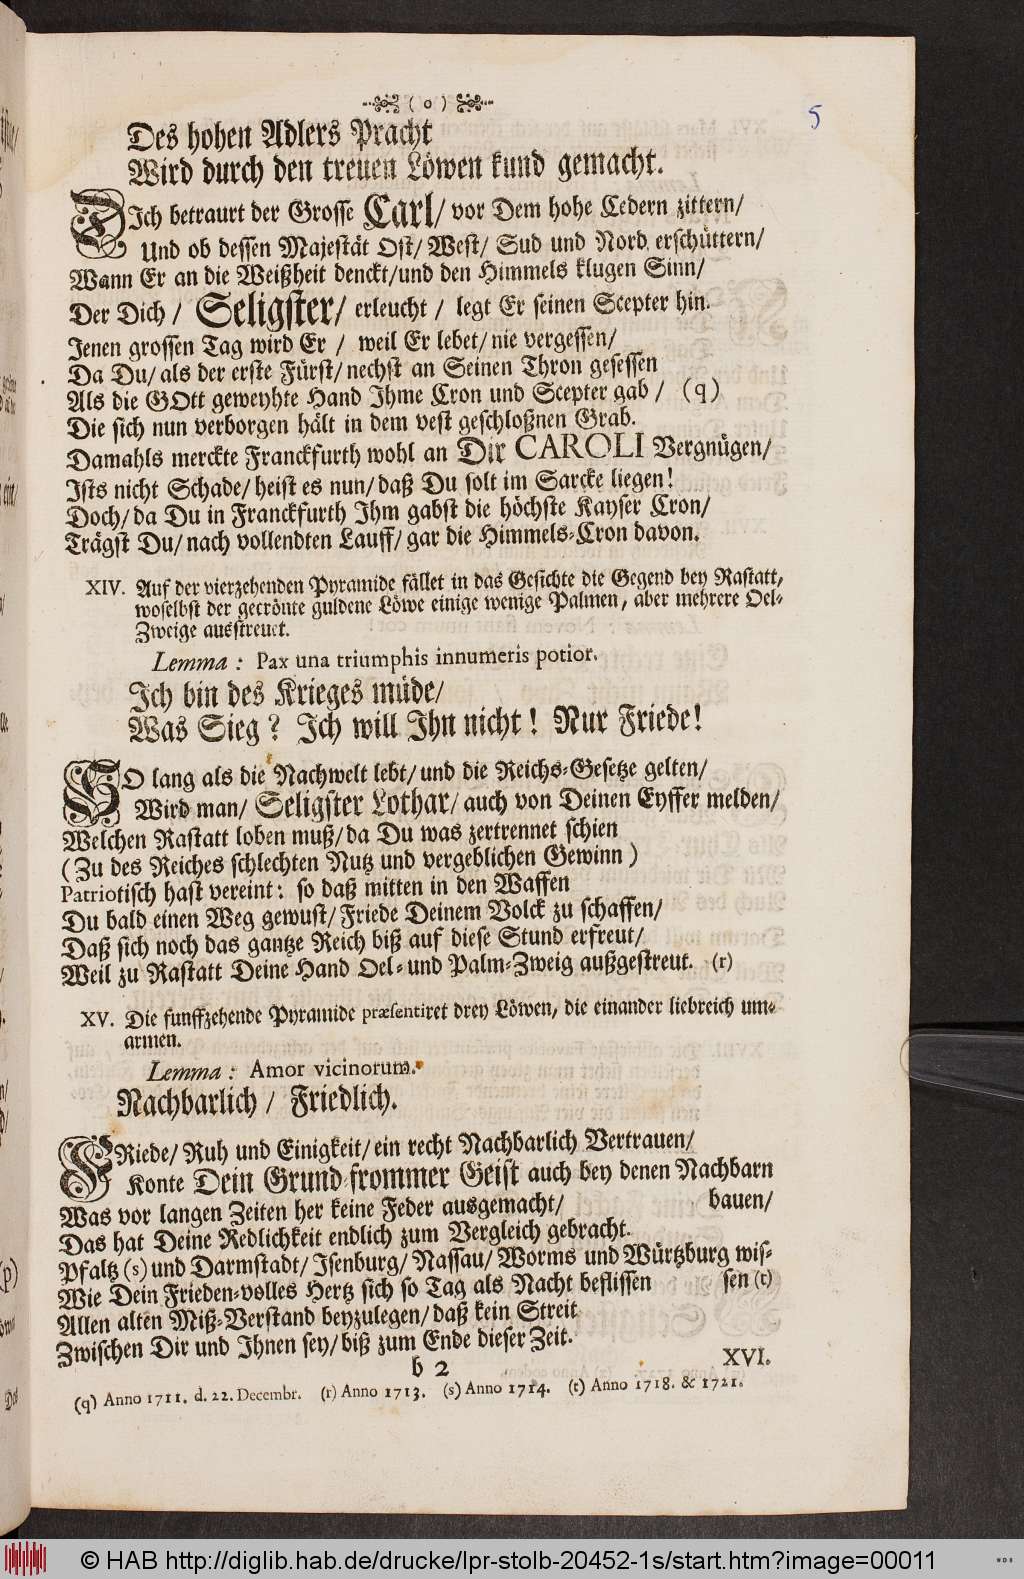 ( o )
5
Des hohen Adlers Pracht
Wird durch den treuen Löwen kund gemacht.
DIch betraurt der Grosse Carl/ vor Dem hohe Cedern zittern/
Und ob dessen Majestät Ost/ West/ Sud und Nord erschüttern/
Wann Er an die Weißheit denckt/und den Himmels klugen Sinn/
Der Dich / Seligster/ erleucht / legt Er seinen Scepter hin.
Jenen grossen Tag wird Er / weil Er lebet/ nie vergessen/
Da Du/ als der erste Fürst/ nechst an Seinen Thron gesessen
Als die GOtt geweyhte Hand Ihme Cron und Scepter gab / (q)
Die sich nun verborgen hält in dem vest geschloßnen Grab.
Damahls merckte Franckfurth wohl an Dir CAROLI Vergnügen/
Ists nicht Schade/ heist es nun/ daß Du solt im Sarcke liegen!
Doch/ da Du in Franckfurth Ihm gabst die höchste Kayser Cron/
Trägst Du/ nach vollendten Lauff/ gar die Himmels-Cron davon.
XIV. Auf der vierzehenden Pyramide fället in das Gesichte die Gegend bey Rastatt,
woselbst der gecrönte guldene Löwe einige wenige Palmen, aber mehrere Oel-
Zweige ausstreuet.
Lemma : Pax una triumphis innumeris potior.
Ich bin des Krieges müde/
Was Sieg ? Ich will Ihn nicht ! Nur Friede!
SO lang als die Nachwelt lebt/ und die Reichs-Gesetze gelten/
Wird man/ Seligster Lothar/ auch von Deinen Eyffer melden/
Welchen Rastatt loben muß/ da Du was zertrennet schien
( Zu des Reiches schlechten Nutz und vergeblichen Gewinn )
Patriotisch hast vereint: so daß mitten in den Waffen
Du bald einen Weg gewust/ Friede Deinem Volck zu schaffen/
Daß sich noch das gantze Reich biß auf diese Stund erfreut/
Weil zu Rastatt Deine Hand Oel- und Palm-Zweig außgestreut. (r)
XV. Die funffzehende Pyramide præsentiret drey Löwen, die einander liebreich um-
armen.
Lemma : Amor vicinorum.
Nachbarlich / Friedlich.
FRiede/ Ruh und Einigkeit/ ein recht Nachbarlich Vertrauen/
Konte Dein Grund-frommer Geist auch bey denen Nachbarn
bauen/
Was vor langen Zeiten her keine Feder ausgemacht/
Das hat Deine Redlichkeit endlich zum Vergleich gebracht.
Pfaltz (s) und Darmstadt/ Isenburg/ Nassau/ Worms und Würtzburg wis-
sen (t)
Wie Dein Frieden-volles Hertz sich so Tag als Nacht beflissen
Allen alten Miß-Verstand beyzulegen/ daß kein Streit
Zwischen Dir und Ihnen sey/ biß zum Ende dieser Zeit.
b 2
XVI.
(q) Anno 1711. d. 22. Decembr. (r) Anno 1713. (s) Anno 1714. (t) Anno 1718. & 1721.
© HAB http://diglib.hab.de/drucke/lpr-stolb-20452-1s/start.htm?image=00011